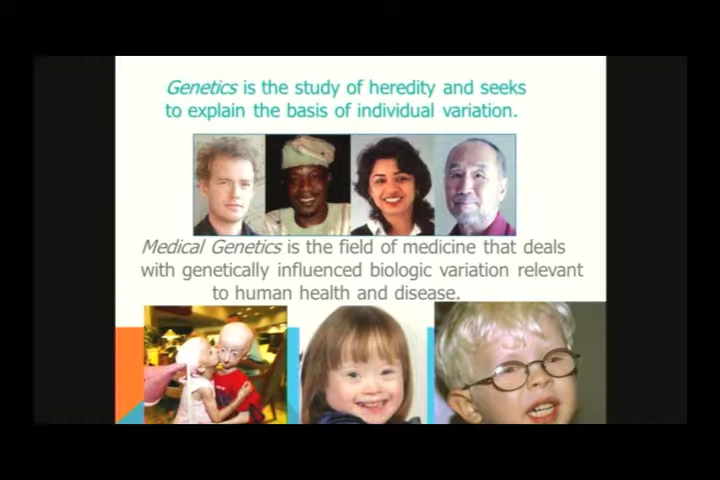 Genetics is the study of heredity and seeks
to explain the basis of individual variation.
Medical Genetics is the field of medicine that deals
with genetically influenced biologic variation relevant
to human health and disease.